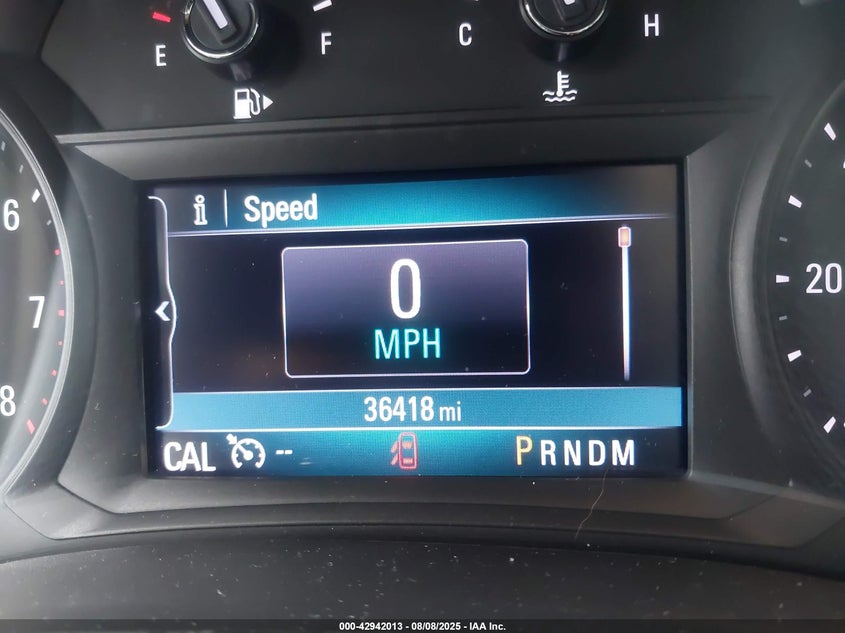 E F C H
Speed
6
0
7
20
MPH
8
36418 mi
CAL -- PRNDM
000-42942013 - 08/08/2025 - IAA Inc.